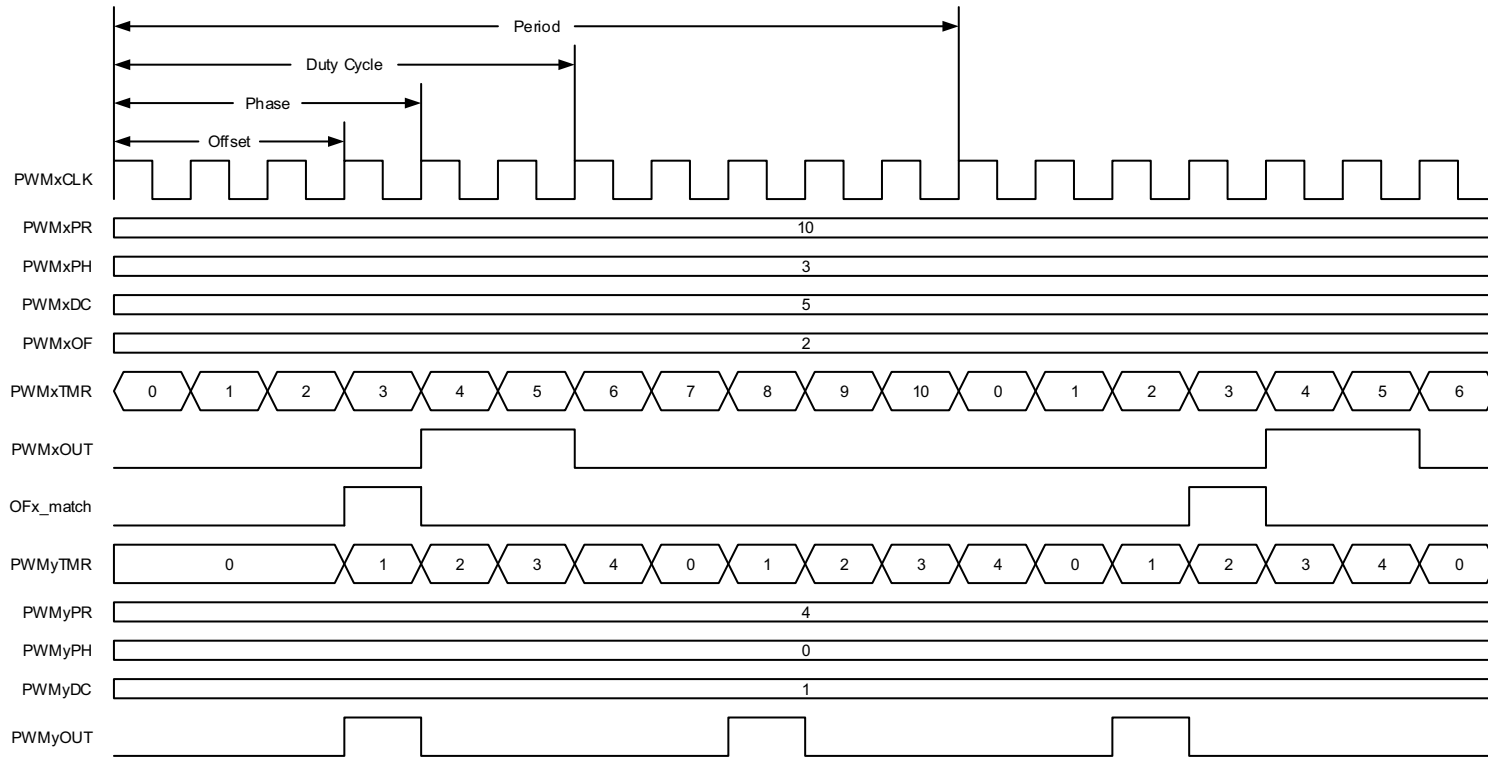 Period
Duty Cycle
Phase
Offset
PWMxCLK
PWMxPR 10
PWMxPH 3
PWMxDC 5
PWMxOF 2
PWMxTMR 0 1 2 3 4 5 6 7 8 9 10 0 1 2 3 4 5 6
PWMxOUT
OFx_match
PWMyTMR 0 1 2 3 4 0 1 2 3 4 0 1 2 3 4 0
PWMyPR 4
PWMyPH 0
PWMyDC 1
PWMyOUT